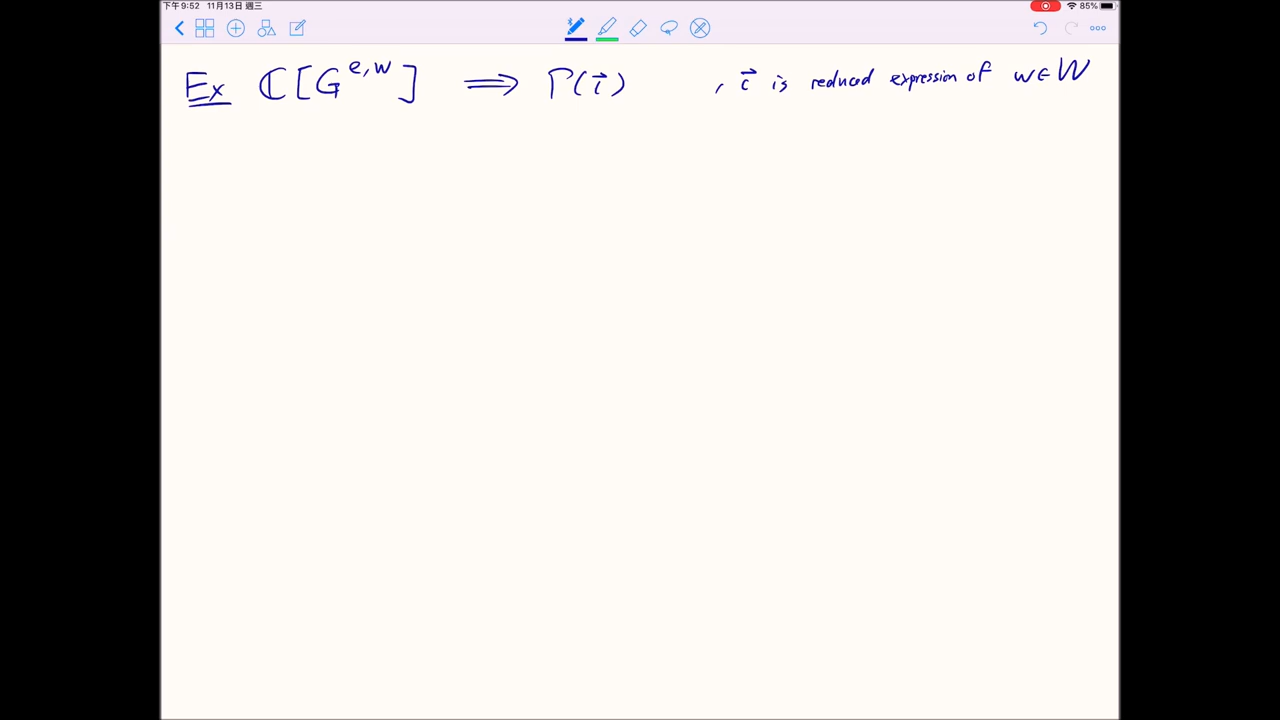 下午9:52 11月13日 週三 85%
Ex ℂ[G^{e,w}] ⟹ Γ(i⃗) , i⃗ is reduced expression of w∈W